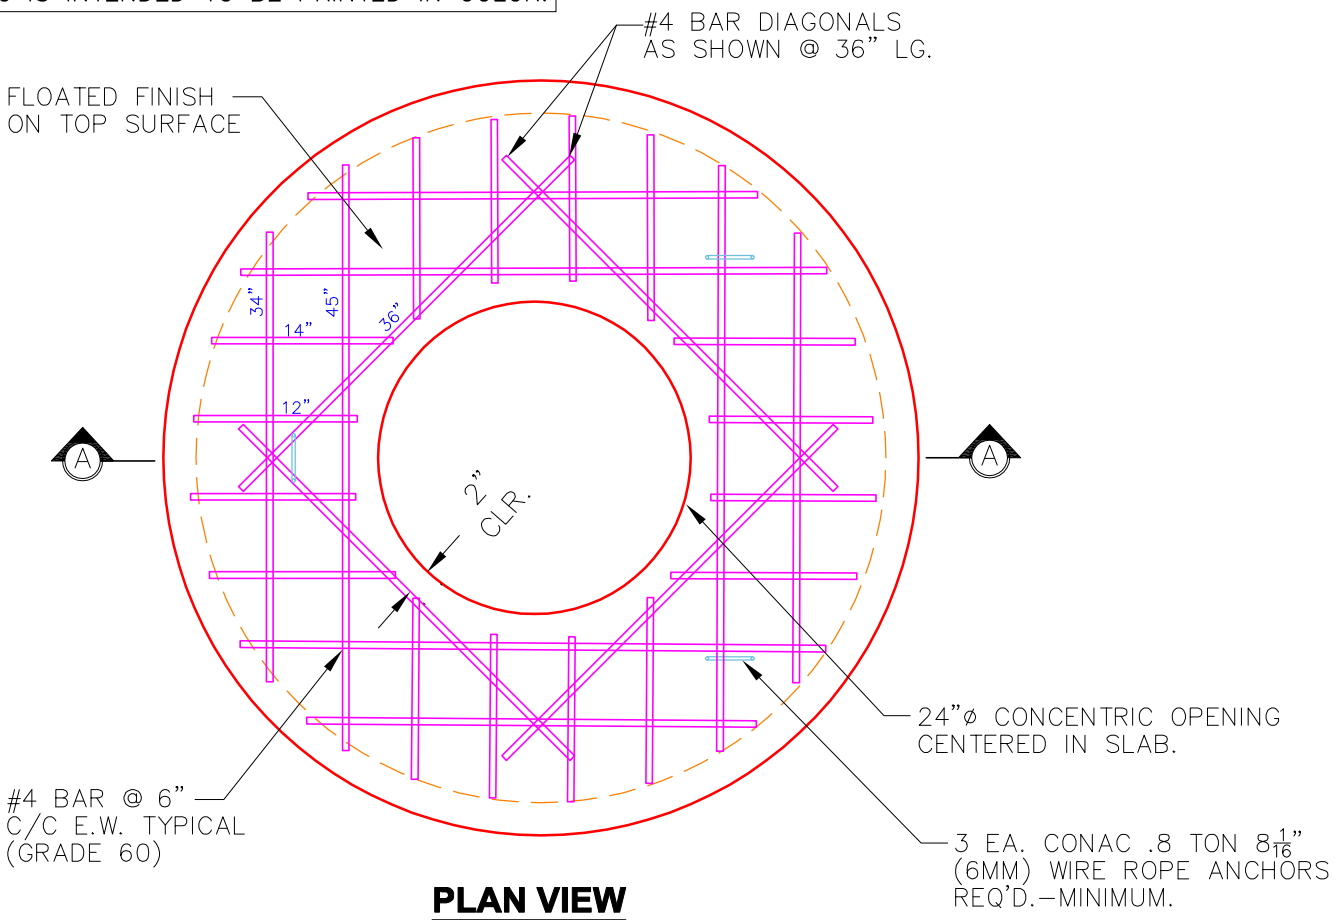 #4 BAR DIAGONALS
AS SHOWN @ 36" LG.
FLOATED FINISH
ON TOP SURFACE
34"
45"
36"
14"
12"
A
A
2"
CLR.
24"ø CONCENTRIC OPENING
CENTERED IN SLAB.
#4 BAR @ 6"
C/C E.W. TYPICAL
(GRADE 60)
3 EA. CONAC .8 TON 8 1/16"
(6MM) WIRE ROPE ANCHORS
REQ'D.-MINIMUM.
PLAN VIEW